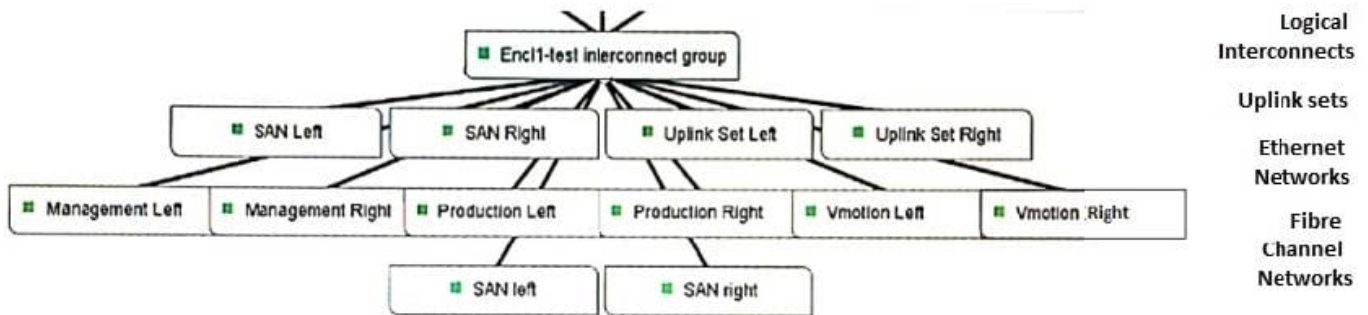 Logical
Interconnects
Encl1-test interconnect group
Uplink sets
SAN Left
SAN Right
Uplink Set Left
Uplink Set Right
Ethernet
Networks
Management Left
Management Right
Production Left
Production Right
Vmotion Left
Vmotion Right
Fibre
Channel
Networks
SAN left
SAN right